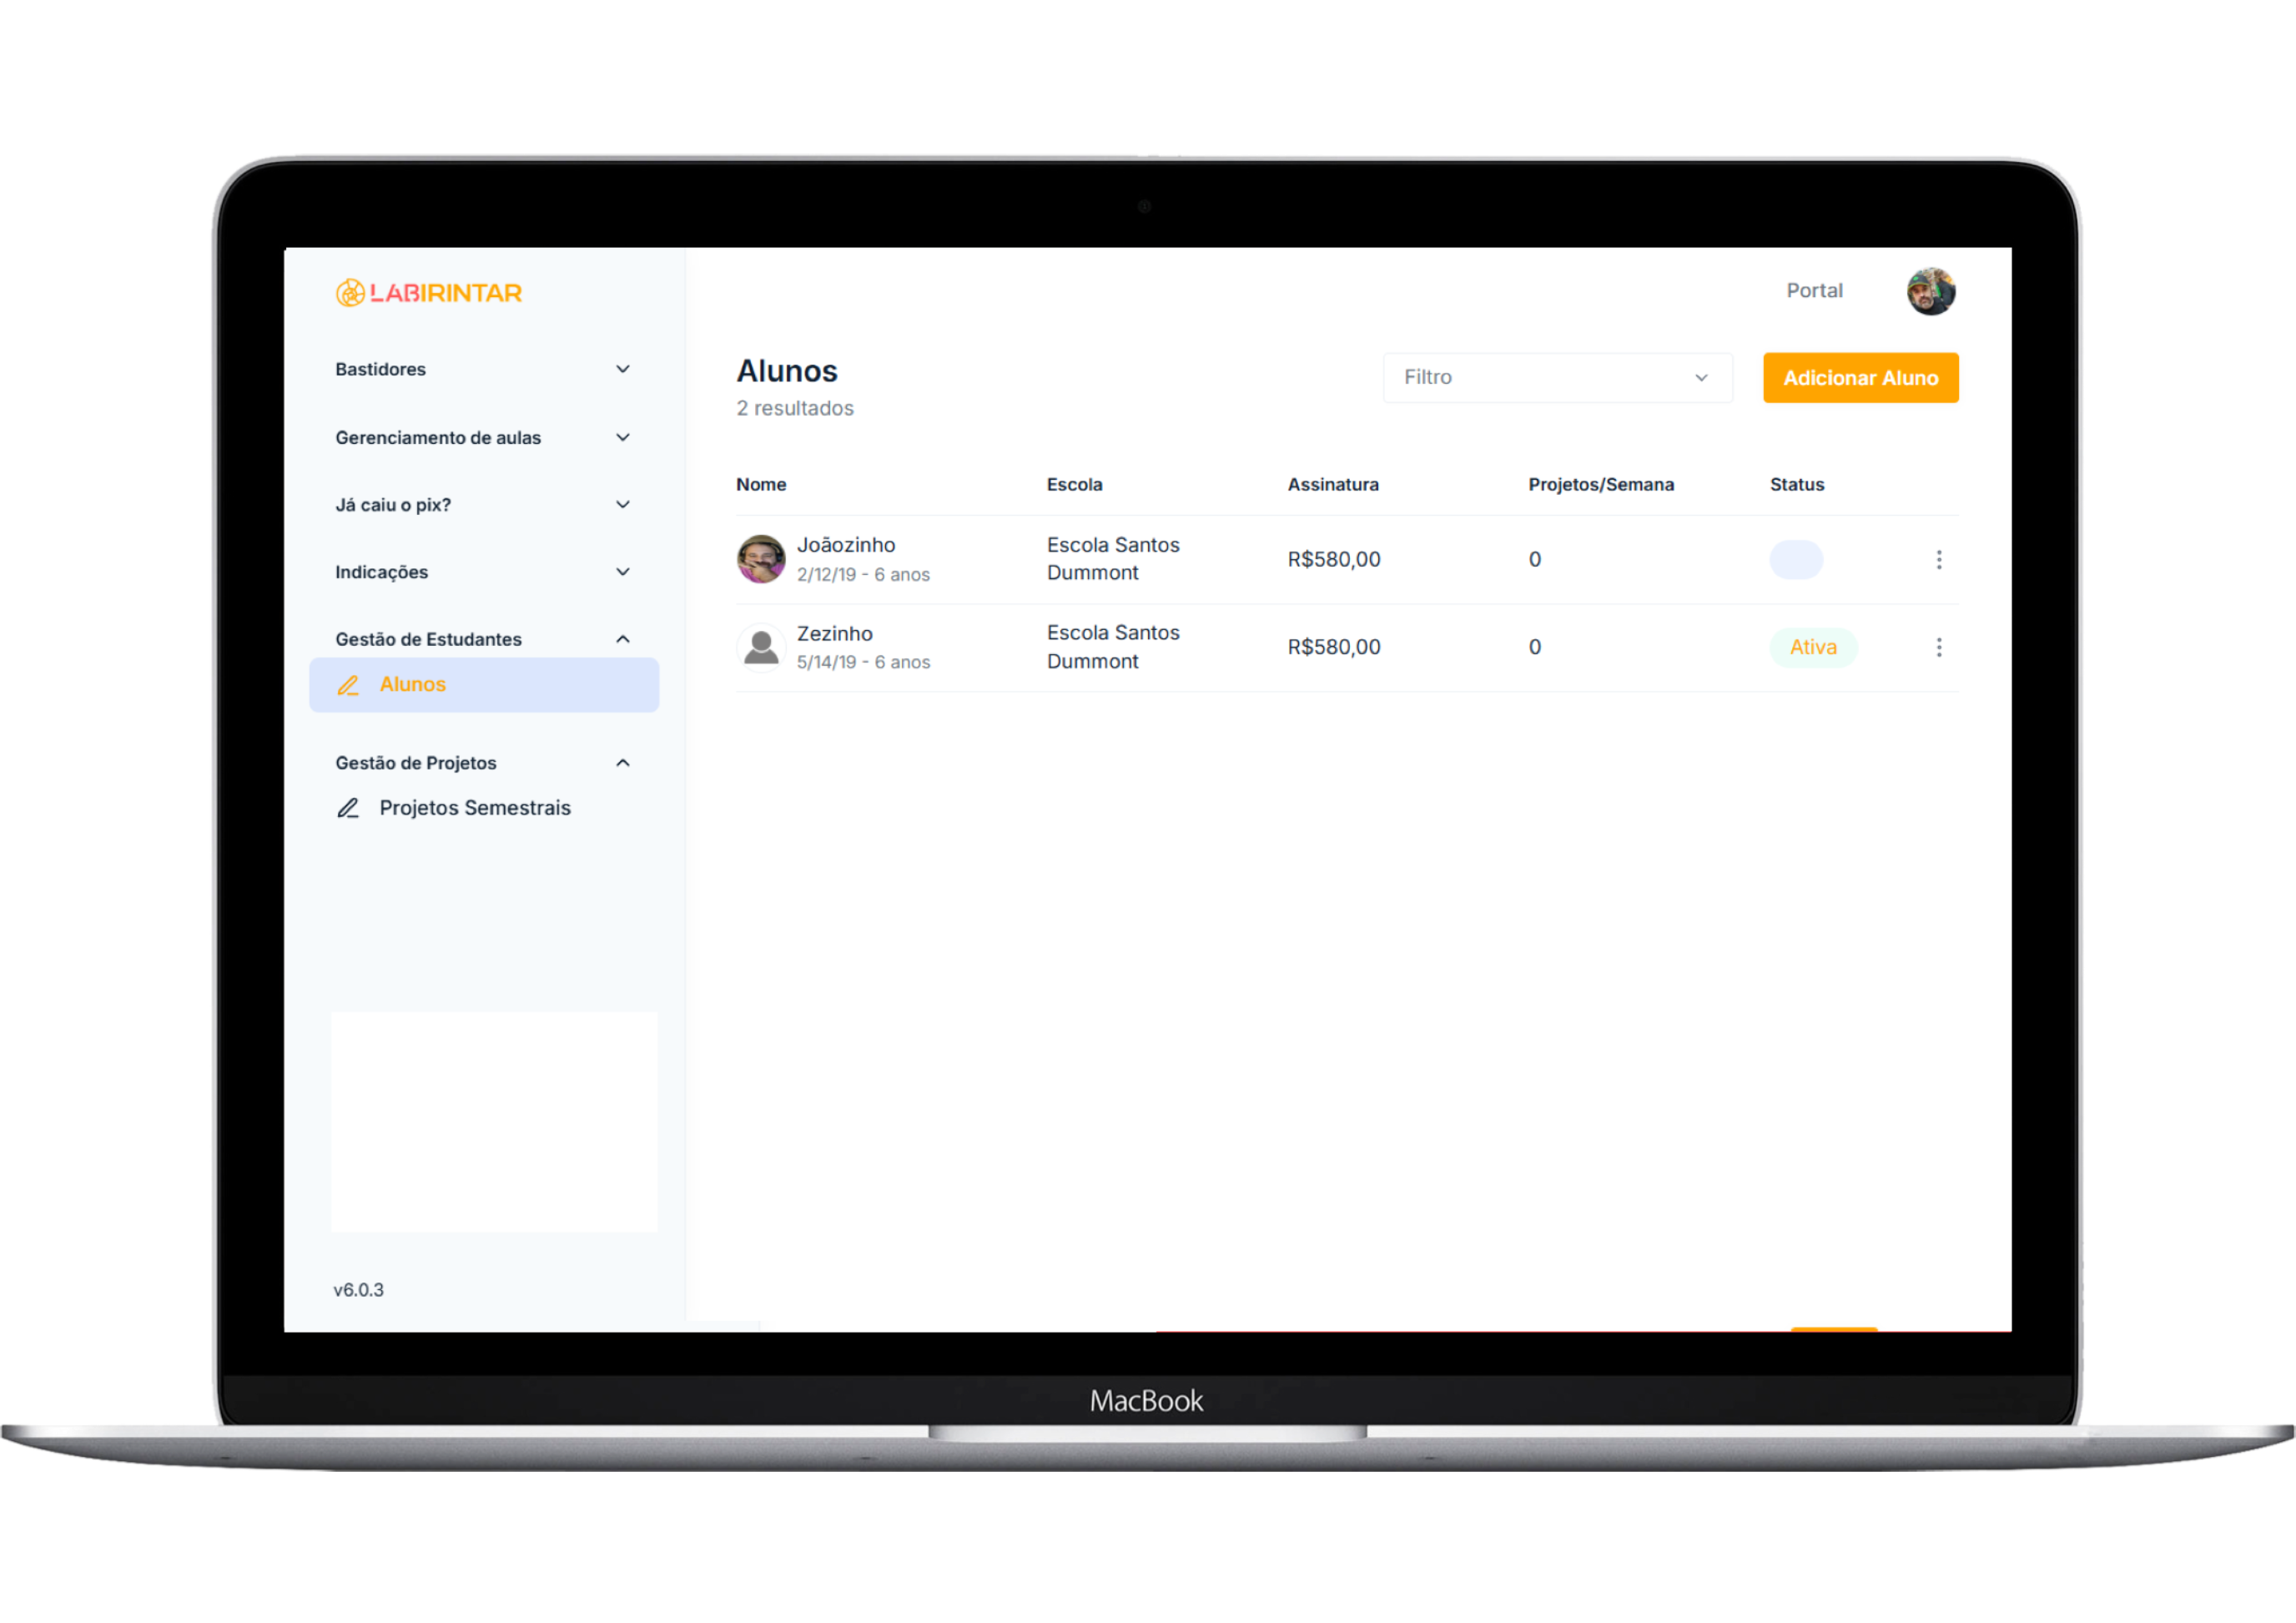 LABIRINTAR
Portal
Bastidores
Gerenciamento de aulas
Já caiu o pix?
Indicações
Gestão de Estudantes
Alunos
Gestão de Projetos
Projetos Semestrais
v6.0.3
Alunos
2 resultados
Filtro
Adicionar Aluno
Nome Escola Assinatura Projetos/Semana Status
Joãozinho
2/12/19 - 6 anos
Escola Santos
Dummont
R$580,00
0
Zezinho
5/14/19 - 6 anos
Escola Santos
Dummont
R$580,00
0
Ativa
MacBook